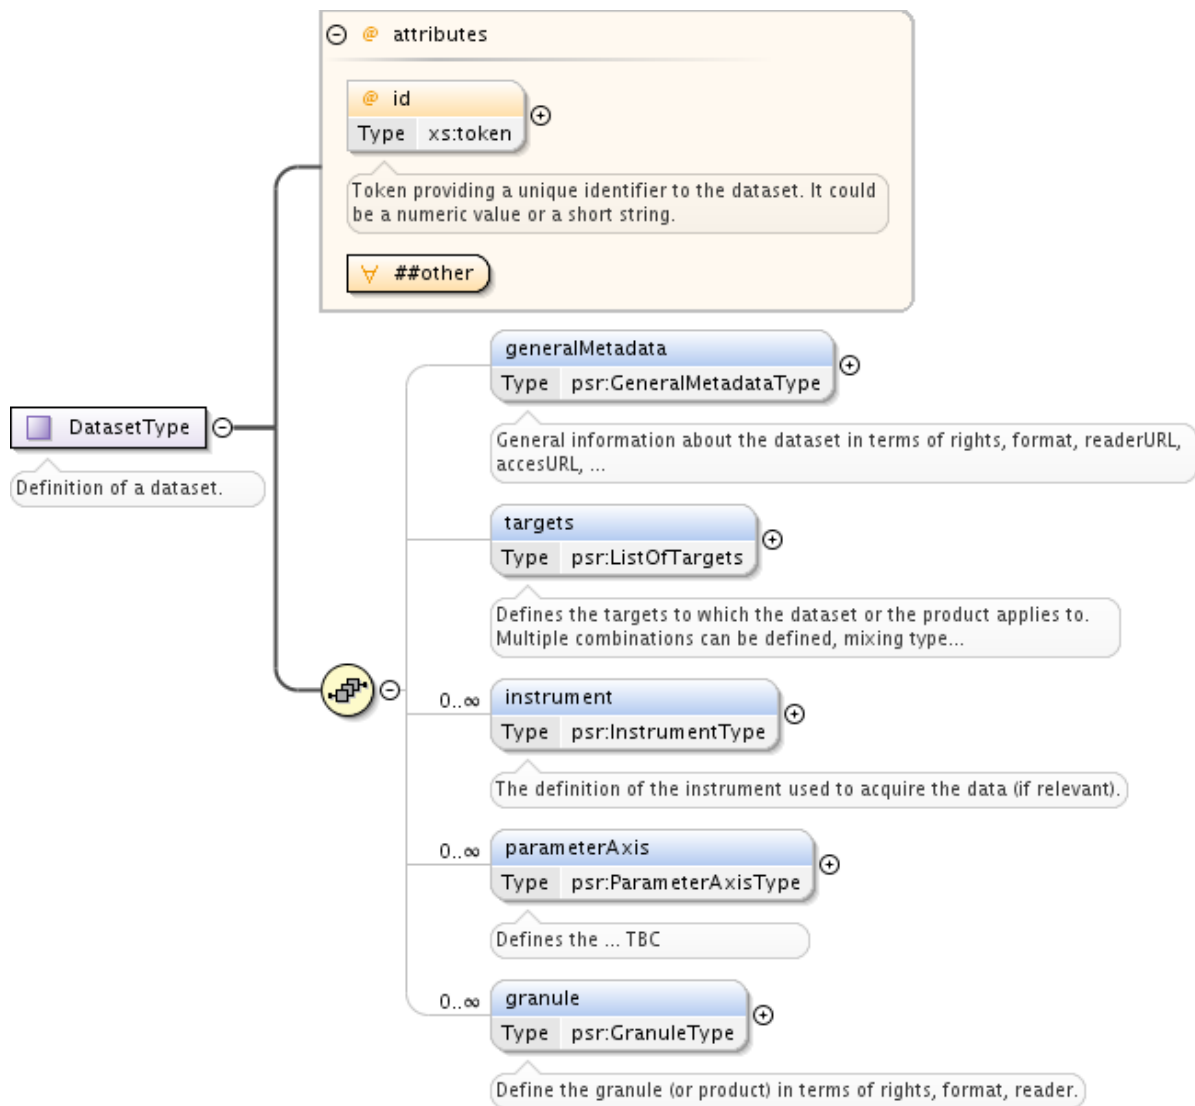 @ attributes
@ id
Type xs:token
Token providing a unique identifier to the dataset. It could
be a numeric value or a short string.
##other
generalMetadata
Type psr:GeneralMetadataType
General information about the dataset in terms of rights, format, readerURL,
accesURL, ...
DatasetType
Definition of a dataset.
targets
Type psr:ListOfTargets
Defines the targets to which the dataset or the product applies to.
Multiple combinations can be defined, mixing type...
0..∞ instrument
Type psr:InstrumentType
The definition of the instrument used to acquire the data (if relevant).
0..∞ parameterAxis
Type psr:ParameterAxisType
Defines the ... TBC
0..∞ granule
Type psr:GranuleType
Define the granule (or product) in terms of rights, format, reader.